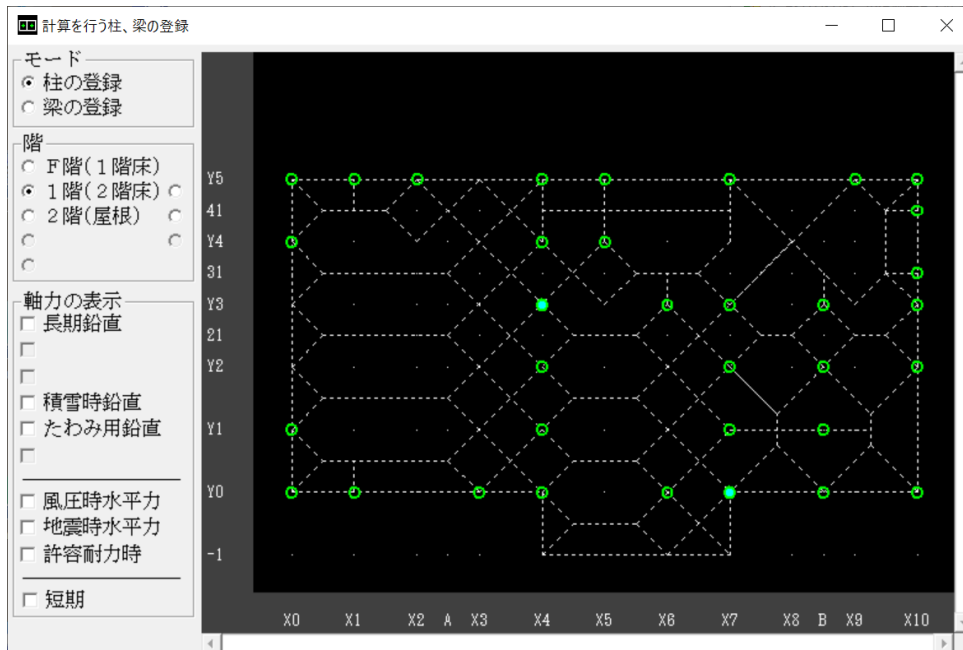 計算を行う柱、梁の登録
モード
柱の登録
梁の登録
階
F階(1階床)
1階(2階床)
2階(屋根)
軸力の表示
長期鉛直
積雪時鉛直
たわみ用鉛直
風圧時水平力
地震時水平力
許容耐力時
短期
Y5
41
Y4
31
Y3
21
Y2
Y1
Y0
-1
X0 X1 X2 A X3 X4 X5 X6 X7 X8 B X9 X10